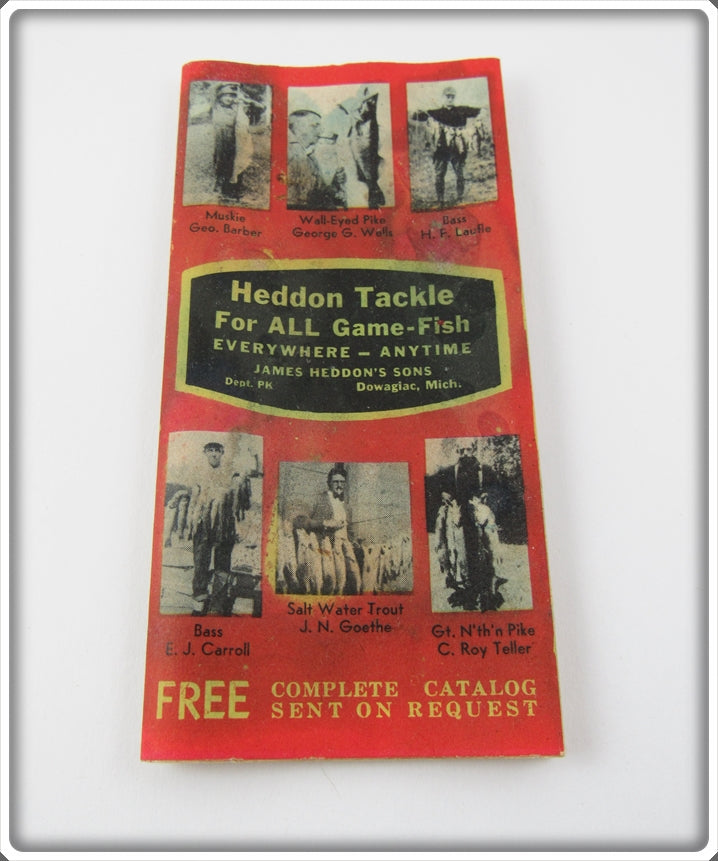 Muskie
Geo. Barber
Wall-Eyed Pike
George G. Wells
Bass
H. P. Laufle
Heddon Tackle
For ALL Game-Fish
EVERYWHERE – ANYTIME
JAMES HEDDON'S SONS
Dept. PK Dowagiac, Mich.
Bass
E. J. Carroll
Salt Water Trout
J. N. Goethe
Gt. N'th'n Pike
C. Roy Teller
FREE COMPLETE CATALOG
SENT ON REQUEST